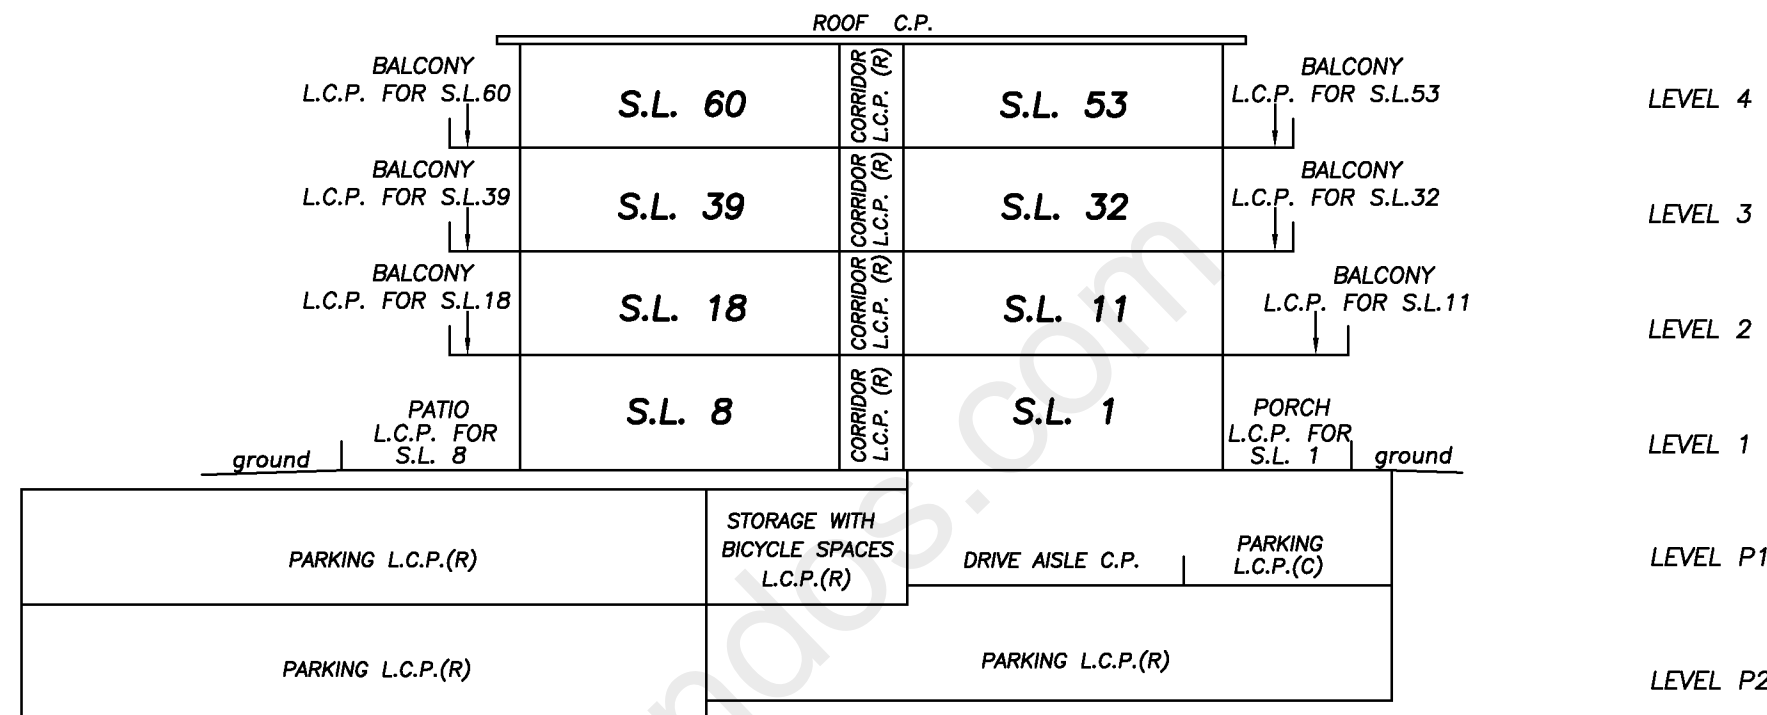 ROOF C.P.
BALCONY
L.C.P. FOR S.L.60
S.L. 60
CORRIDOR
L.C.P. (R)
S.L. 53
BALCONY
L.C.P. FOR S.L.53
LEVEL 4
BALCONY
L.C.P. FOR S.L.39
S.L. 39
CORRIDOR
L.C.P. (R)
S.L. 32
BALCONY
L.C.P. FOR S.L.32
LEVEL 3
BALCONY
L.C.P. FOR S.L.18
S.L. 18
CORRIDOR
L.C.P. (R)
S.L. 11
BALCONY
L.C.P. FOR S.L.11
LEVEL 2
ground
PATIO
L.C.P. FOR
S.L. 8
S.L. 8
CORRIDOR
L.C.P. (R)
S.L. 1
PORCH
L.C.P. FOR
S.L. 1
ground
LEVEL 1
PARKING L.C.P.(R)
STORAGE WITH
BICYCLE SPACES
L.C.P.(R)
DRIVE AISLE C.P.
PARKING
L.C.P.(C)
LEVEL P1
PARKING L.C.P.(R)
PARKING L.C.P.(R)
LEVEL P2
ndos.com